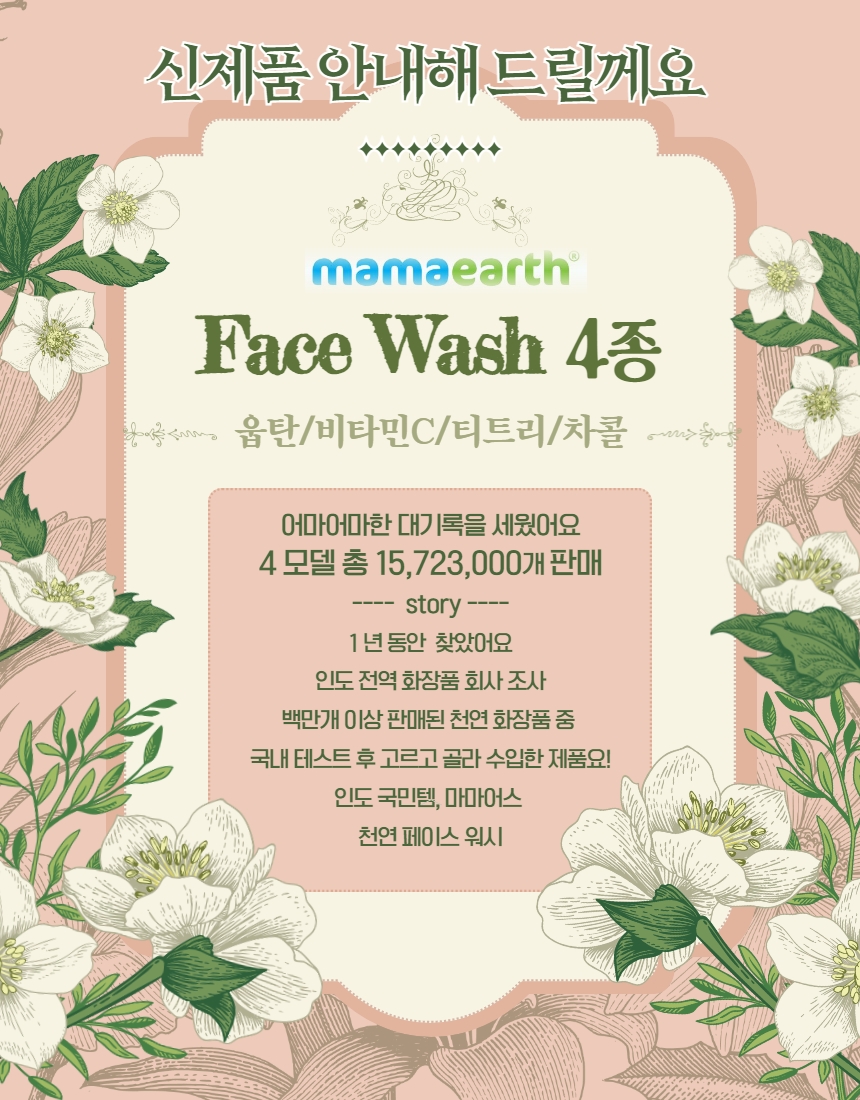 신제품 안내해 드릴께요
mamaearth®
Face Wash 4종
웁탄/비타민C/티트리/차콜
어마어마한 대기록을 세웠어요
4 모델 총 15,723,000개 판매
---- story ----
1 년 동안 찾았어요
인도 전역 화장품 회사 조사
백만개 이상 판매된 천연 화장품 중
국내 테스트 후 고르고 골라 수입한 제품요!
인도 국민템, 마마어스
천연 페이스 워시